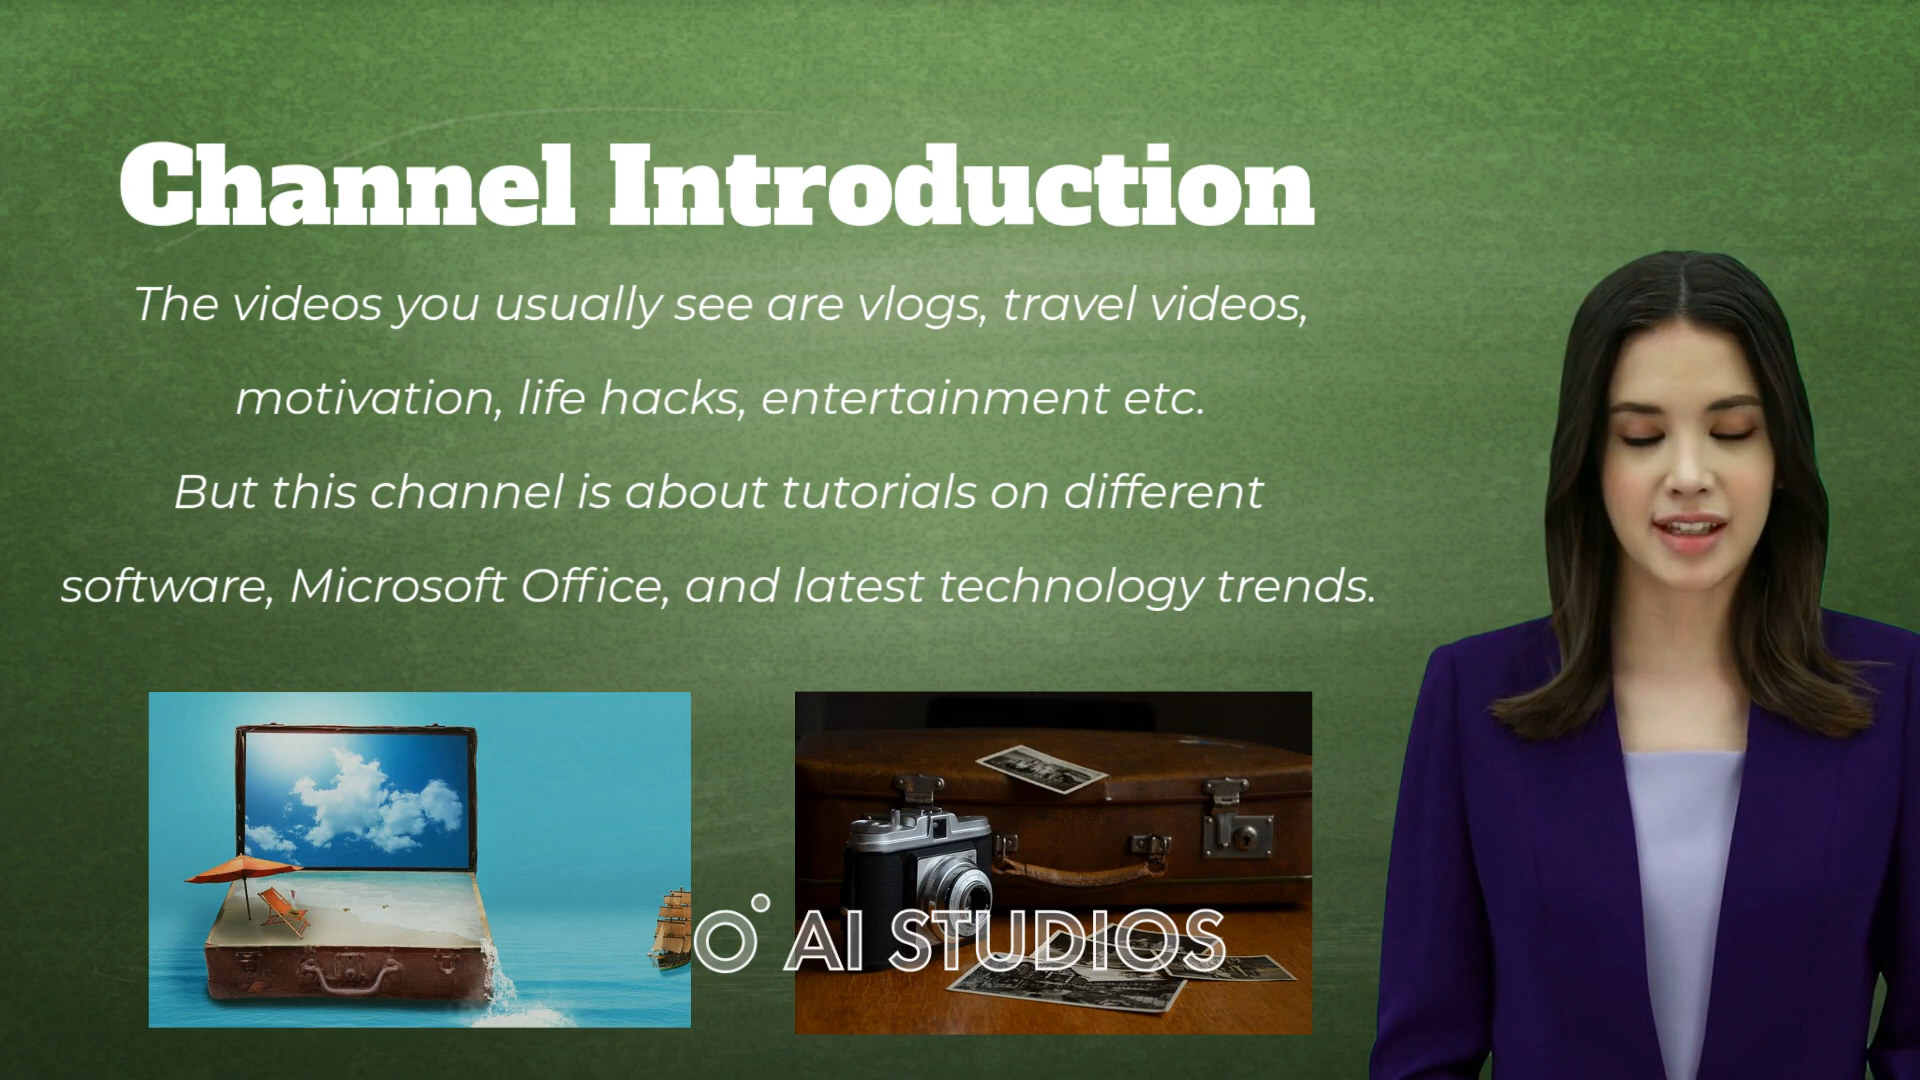 Channel Introduction
The videos you usually see are vlogs, travel videos,
motivation, life hacks, entertainment etc.
But this channel is about tutorials on different
software, Microsoft Office, and latest technology trends.
AI STUDIOS